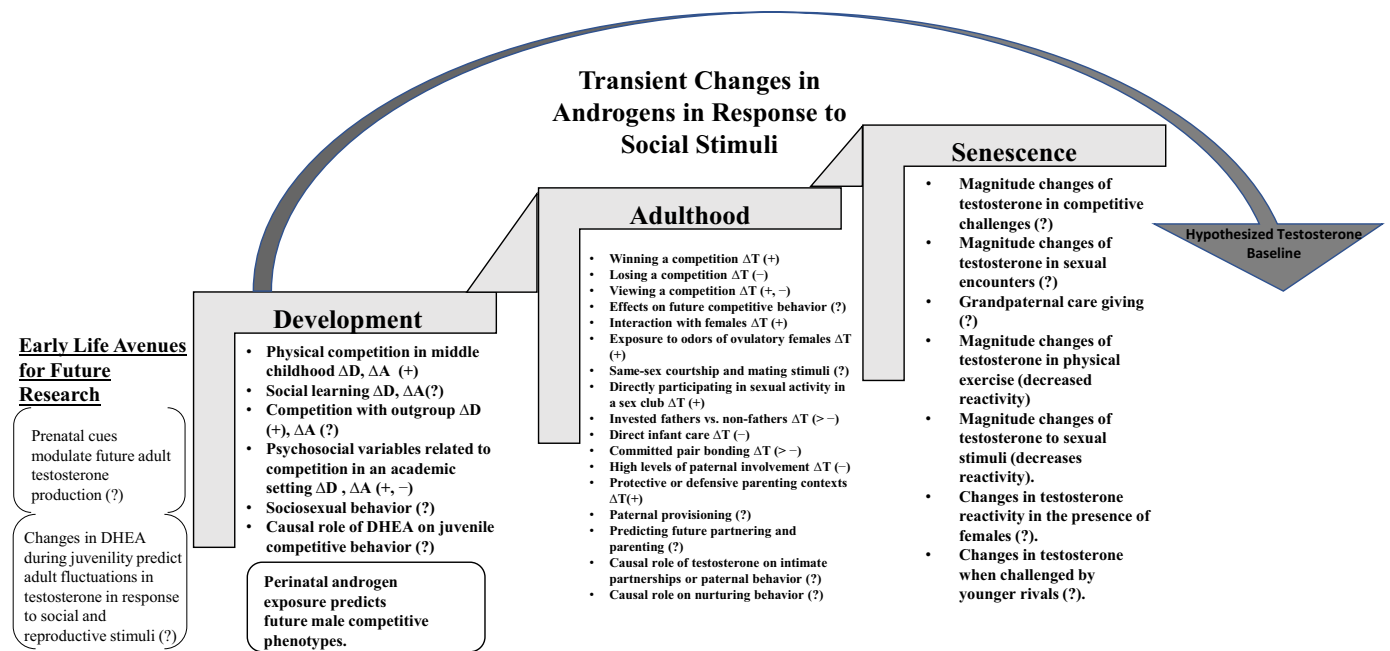 Transient Changes in
Androgens in Response to
Social Stimuli
Early Life Avenues
for Future
Research
Prenatal cues
modulate future adult
testosterone
production (?)
Changes in DHEA
during juvenility predict
adult fluctuations in
testosterone in response
to social and
reproductive stimuli (?)
Development
• Physical competition in middle
childhood ΔD, ΔA (+)
• Social learning ΔD, ΔA(?)
• Competition with outgroup ΔD
(+), ΔA (?)
• Psychosocial variables related to
competition in an academic
setting ΔD , ΔA (+, −)
• Sociosexual behavior (?)
• Causal role of DHEA on juvenile
competitive behavior (?)
Perinatal androgen
exposure predicts
future male competitive
phenotypes.
Adulthood
• Winning a competition ΔT (+)
• Losing a competition ΔT (−)
• Viewing a competition ΔT (+, −)
• Effects on future competitive behavior (?)
• Interaction with females ΔT (+)
• Exposure to odors of ovulatory females ΔT
(+)
• Same-sex courtship and mating stimuli (?)
• Directly participating in sexual activity in
a sex club ΔT (+)
• Invested fathers vs. non-fathers ΔT (> −)
• Direct infant care ΔT (−)
• Committed pair bonding ΔT (> −)
• High levels of paternal involvement ΔT (−)
• Protective or defensive parenting contexts
ΔT(+)
• Paternal provisioning (?)
• Predicting future partnering and
parenting (?)
• Causal role of testosterone on intimate
partnerships or paternal behavior (?)
• Causal role on nurturing behavior (?)
Senescence
• Magnitude changes of
testosterone in competitive
challenges (?)
• Magnitude changes of
testosterone in sexual
encounters (?)
• Grandpaternal care giving
(?)
• Magnitude changes of
testosterone in physical
exercise (decreased
reactivity)
• Magnitude changes of
testosterone to sexual
stimuli (decreases
reactivity).
• Changes in testosterone
reactivity in the presence of
females (?).
• Changes in testosterone
when challenged by
younger rivals (?).
Hypothesized Testosterone
Baseline